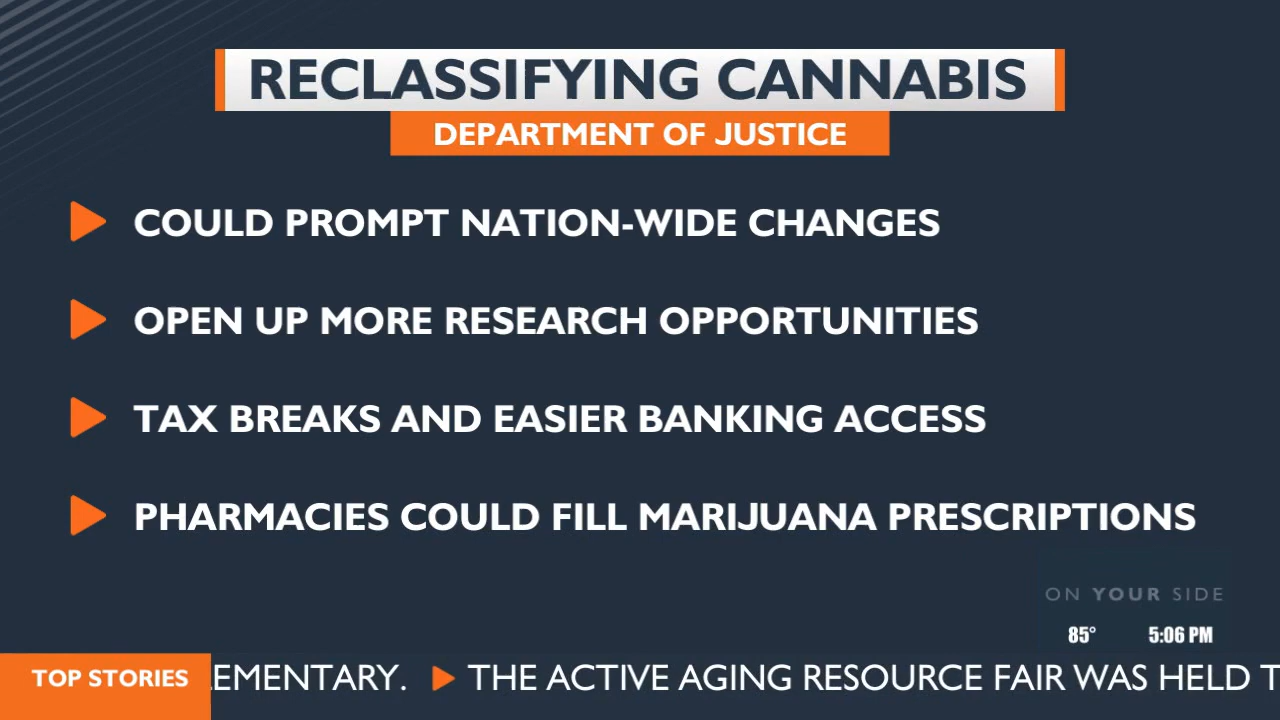 RECLASSIFYING CANNABIS
DEPARTMENT OF JUSTICE
COULD PROMPT NATION-WIDE CHANGES
OPEN UP MORE RESEARCH OPPORTUNITIES
TAX BREAKS AND EASIER BANKING ACCESS
PHARMACIES COULD FILL MARIJUANA PRESCRIPTIONS
ON YOUR SIDE
85° 5:06 PM
TOP STORIES EMENTARY. THE ACTIVE AGING RESOURCE FAIR WAS HELD T